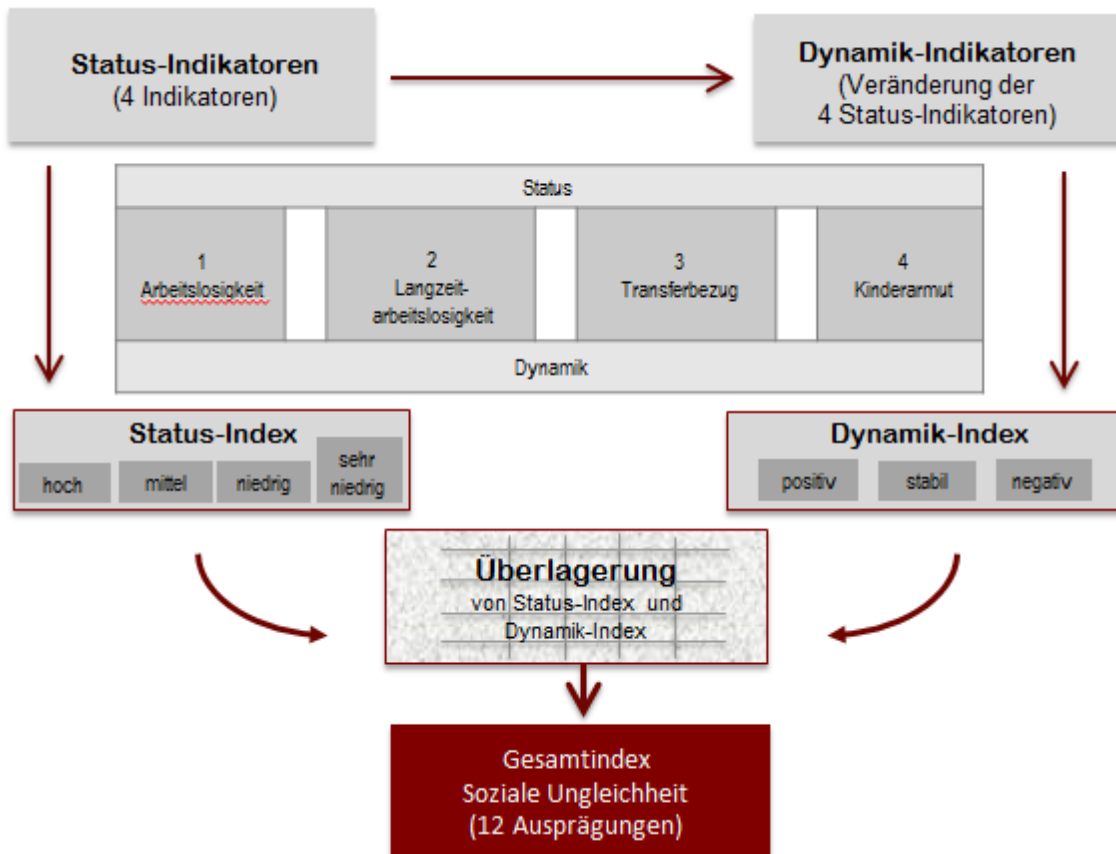 Status-Indikatoren
(4 Indikatoren)
Dynamik-Indikatoren
(Veränderung der
4 Status-Indikatoren)
Status
1
Arbeitslosigkeit
2
Langzeit-
arbeitslosigkeit
3
Transferbezug
4
Kinderarmut
Dynamik
Status-Index
hoch
mittel
niedrig
sehr
niedrig
Dynamik-Index
positiv
stabil
negativ
Überlagerung
von Status-Index und
Dynamik-Index
Gesamtindex
Soziale Ungleichheit
(12 Ausprägungen)